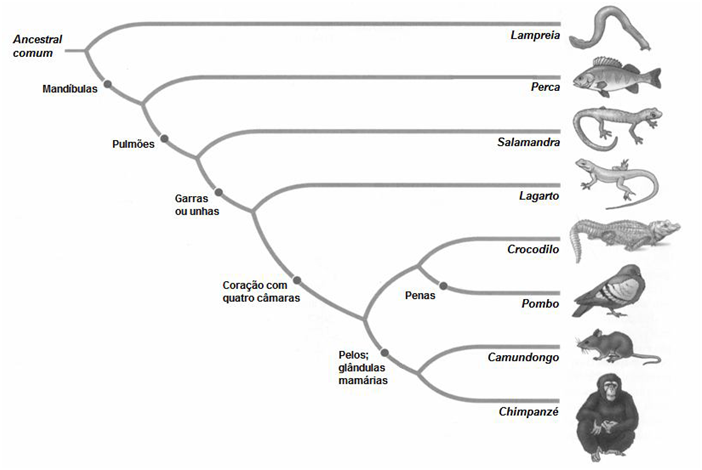 Ancestral
comum
Lampreia
Mandíbulas
Perca
Pulmões
Salamandra
Garras
ou unhas
Lagarto
Crocodilo
Coração com
quatro câmaras
Penas
Pombo
Pelos;
glândulas
mamárias
Camundongo
Chimpanzé